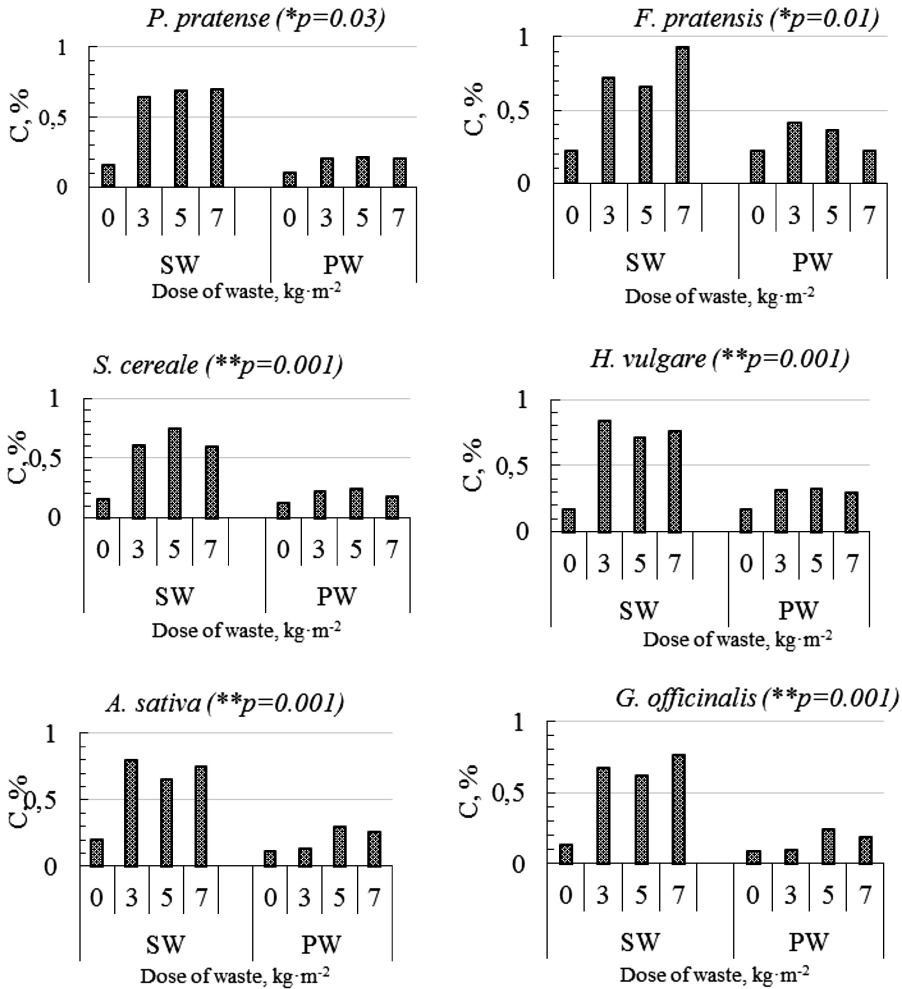 P. pratense (*p=0.03)
1
0,5
0
C, %
0 3 5 7 0 3 5 7
SW PW
Dose of waste, kg·m-2
F. pratensis (*p=0.01)
1
0,5
0
C, %
0 3 5 7 0 3 5 7
SW PW
Dose of waste, kg·m-2
S. cereale (**p=0.001)
1
0,5
0
C, %
0 3 5 7 0 3 5 7
SW PW
Dose of waste, kg·m-2
H. vulgare (**p=0.001)
1
0,5
0
C, %
0 3 5 7 0 3 5 7
SW PW
Dose of waste, kg·m-2
A. sativa (**p=0.001)
1
0,5
0
C, %
0 3 5 7 0 3 5 7
SW PW
Dose of waste, kg·m-2
G. officinalis (**p=0.001)
1
0,5
0
C, %
0 3 5 7 0 3 5 7
SW PW
Dose of waste, kg·m-2